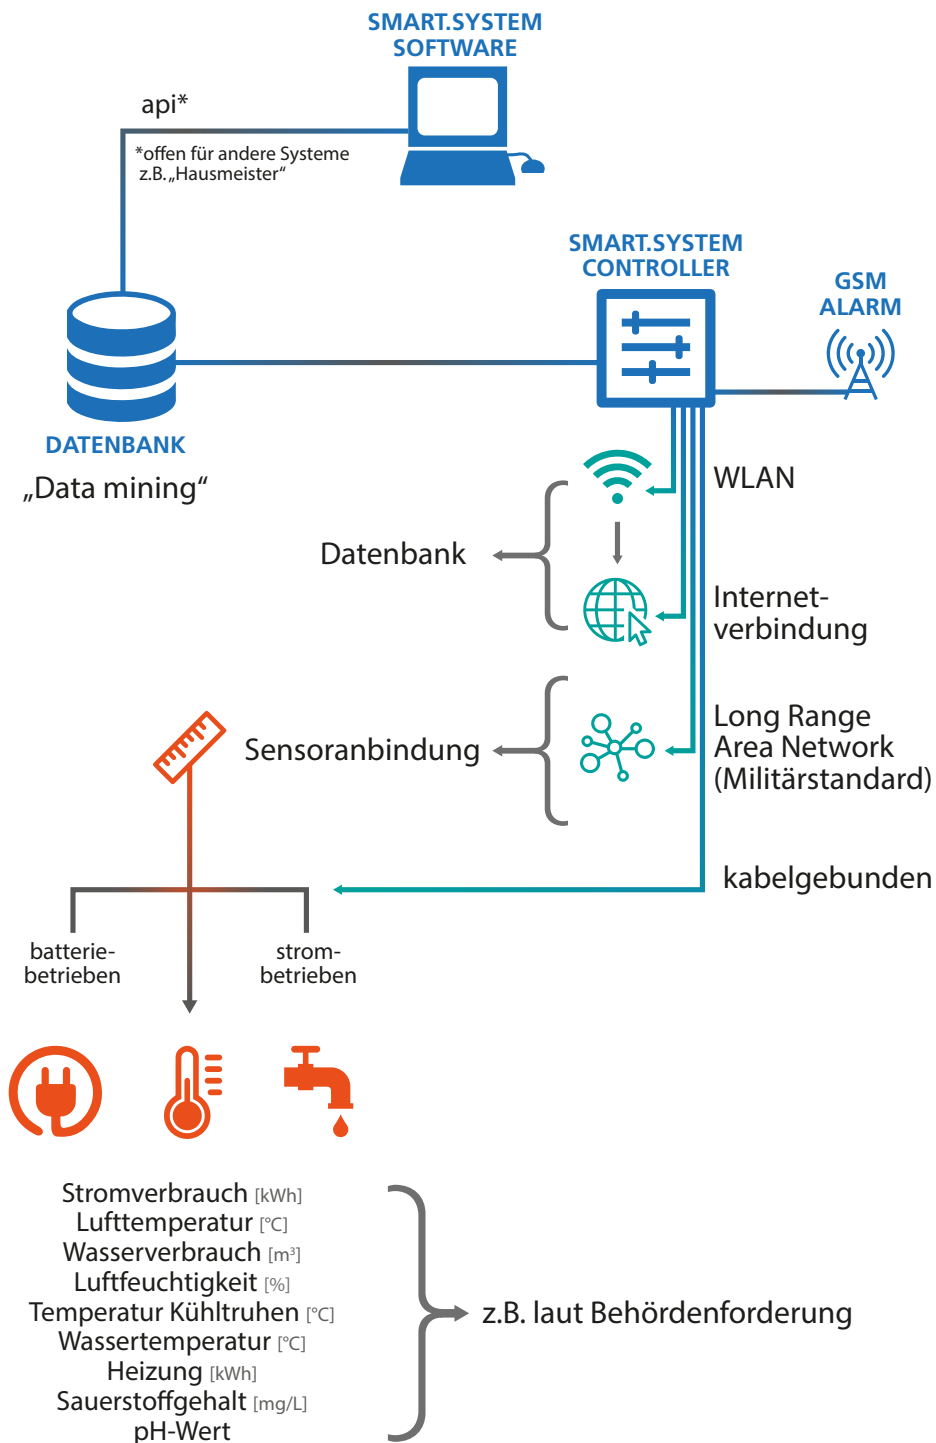 SMART.SYSTEM
SOFTWARE
api*
*offen für andere Systeme
z.B. „Hausmeister“
SMART.SYSTEM
CONTROLLER
GSM
ALARM
DATENBANK
„Data mining“
WLAN
Datenbank
Internet-
verbindung
Long Range
Area Network
(Militärstandard)
Sensoranbindung
kabelgebunden
batterie-
betrieben
strom-
betrieben
Stromverbrauch [kWh]
Lufttemperatur [°C]
Wasserverbrauch [m³]
Luftfeuchtigkeit [%]
Temperatur Kühltruhen [°C]
Wassertemperatur [°C]
Heizung [kWh]
Sauerstoffgehalt [mg/L]
pH-Wert
z.B. laut Behördenforderung